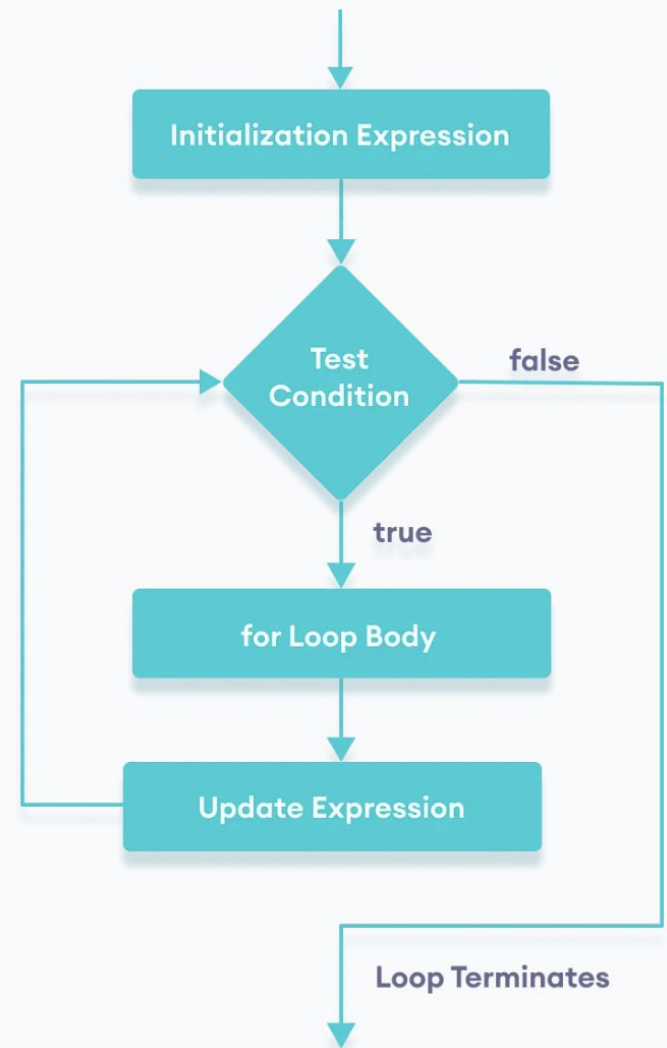 Initialization Expression
Test
Condition
false
true
for Loop Body
Update Expression
Loop Terminates